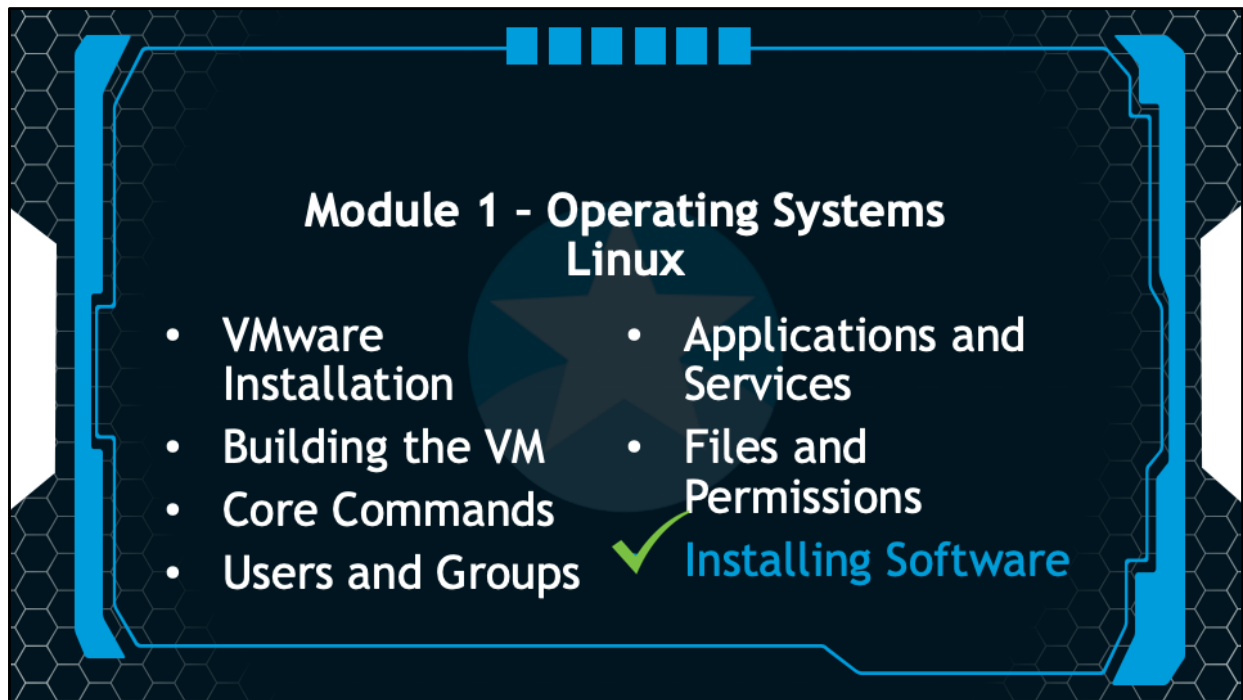 Module 1 - Operating Systems
Linux
• VMware
Installation
• Building the VM
• Core Commands
• Users and Groups
• Applications and
Services
• Files and
Permissions
Installing Software